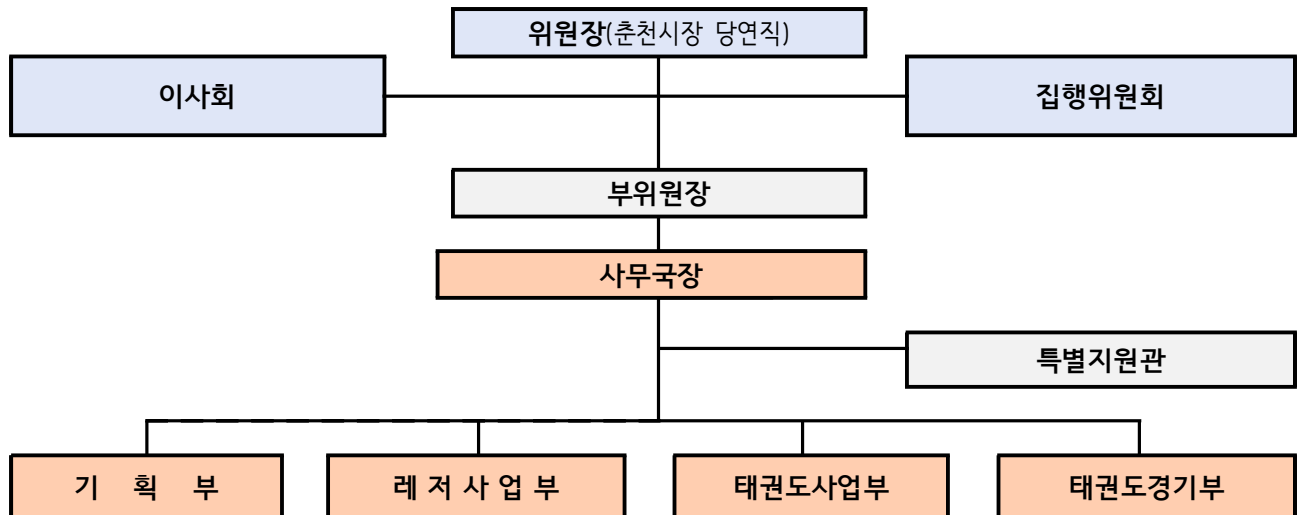 위원장(춘천시장 당연직)
이사회
집행위원회
부위원장
사무국장
특별지원관
기 획 부
레 저 사 업 부
태권도사업부
태권도경기부